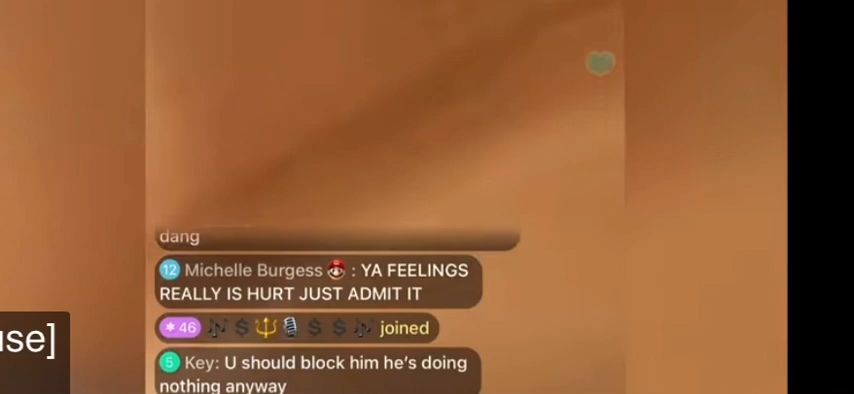 dang
12 Michelle Burgess : YA FEELINGS
REALLY IS HURT JUST ADMIT IT
46 $ $ $ joined
5 Key: U should block him he's doing
nothing anyway
use]